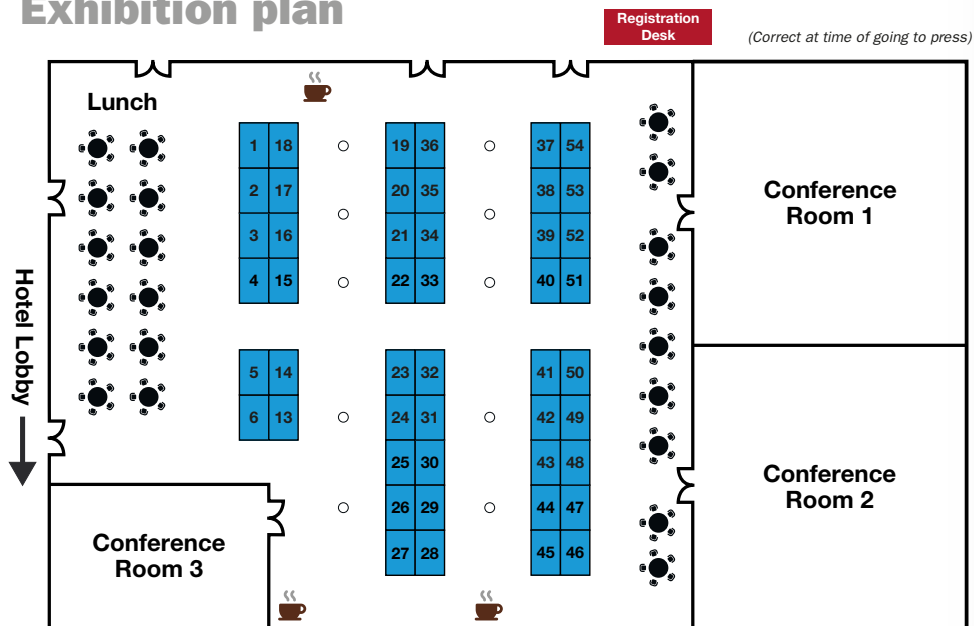 Exhibition plan
Registration
Desk
(Correct at time of going to press)
Lunch
1 18 19 36 37 54
2 17 20 35 38 53
3 16 21 34 39 52
4 15 22 33 40 51
Conference
Room 1
Hotel Lobby
5 14 23 32 41 50
6 13 24 31 42 49
25 30 43 48
26 29 44 47
27 28 45 46
Conference
Room 2
Conference
Room 3